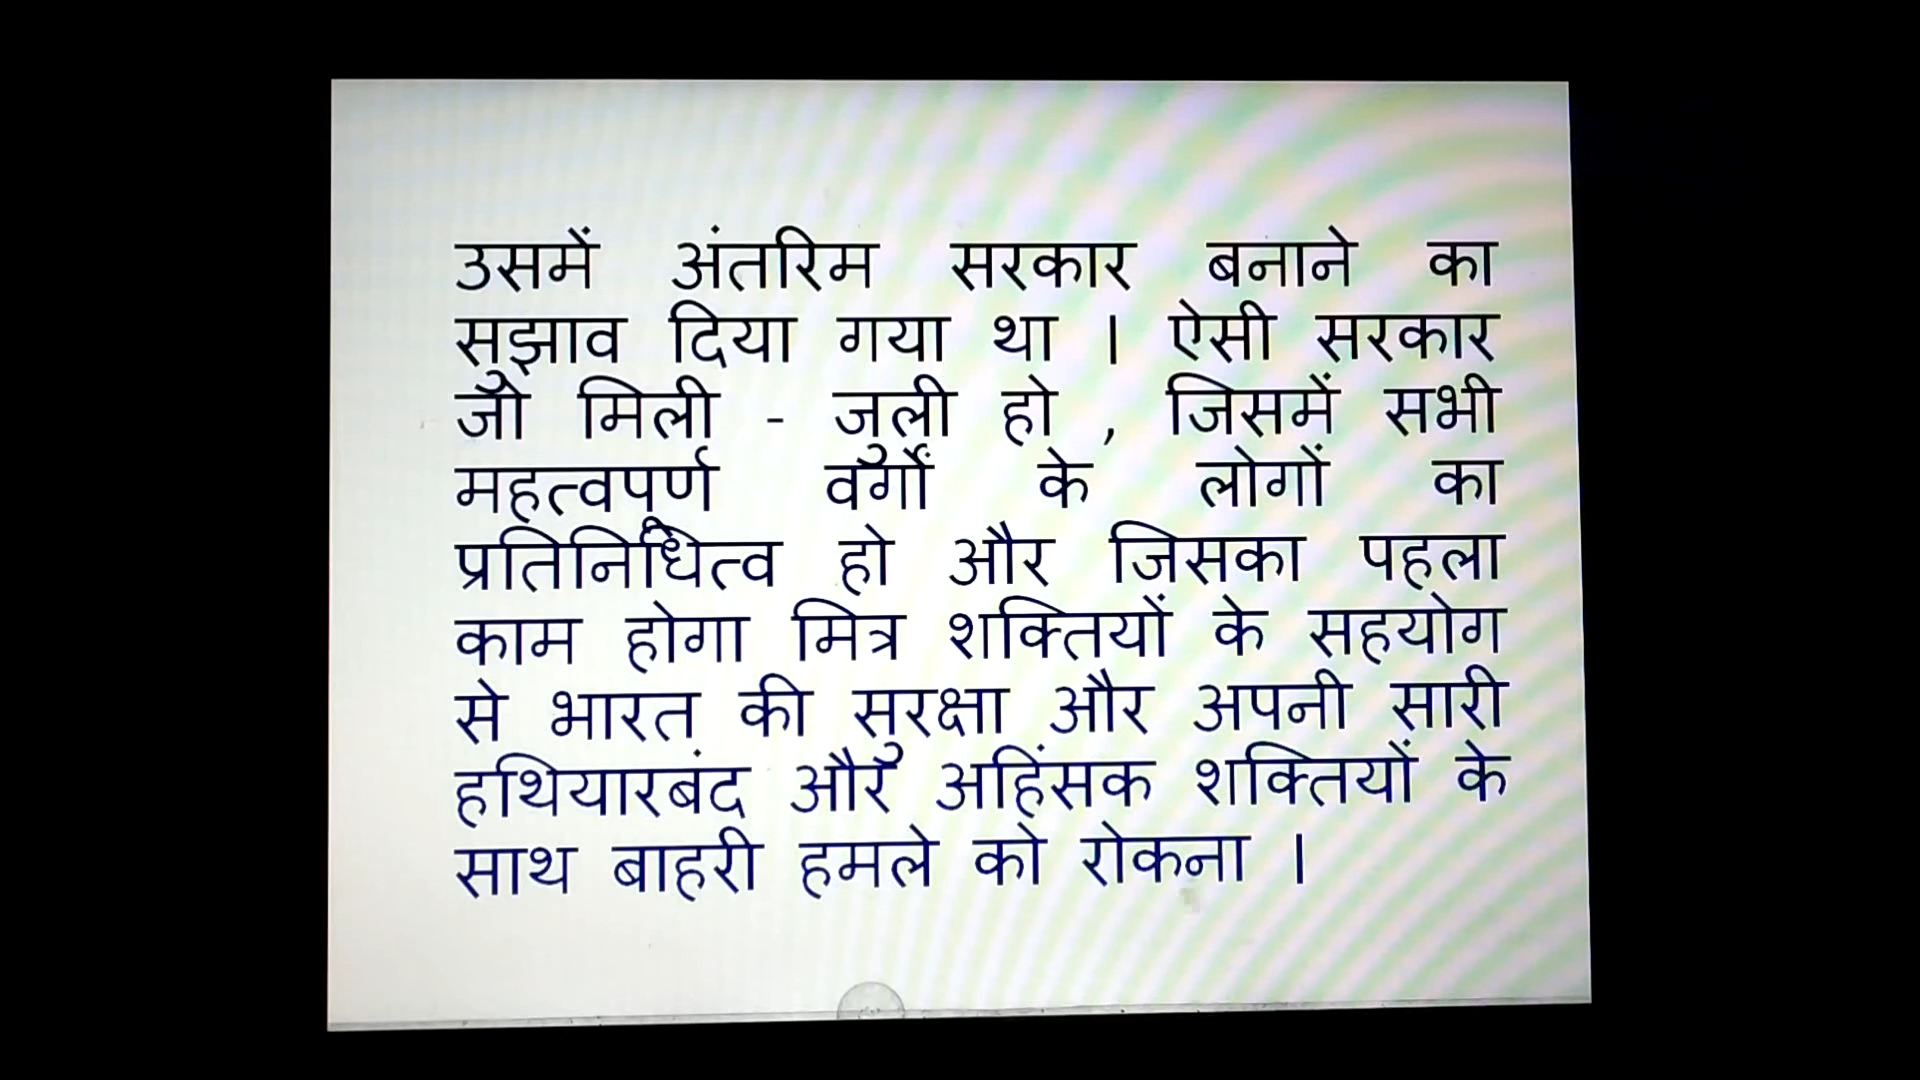 उसमें अंतरिम सरकार बनाने का
सुझाव दिया गया था । ऐसी सरकार
जो मिली - जुली हो , जिसमें सभी
महत्वपूर्ण वर्गों के लोगों का
प्रतिनिधित्व हो और जिसका पहला
काम होगा मित्र शक्तियों के सहयोग
से भारत की सुरक्षा और अपनी सारी
हथियारबंद और अहिंसक शक्तियों के
साथ बाहरी हमले को रोकना ।